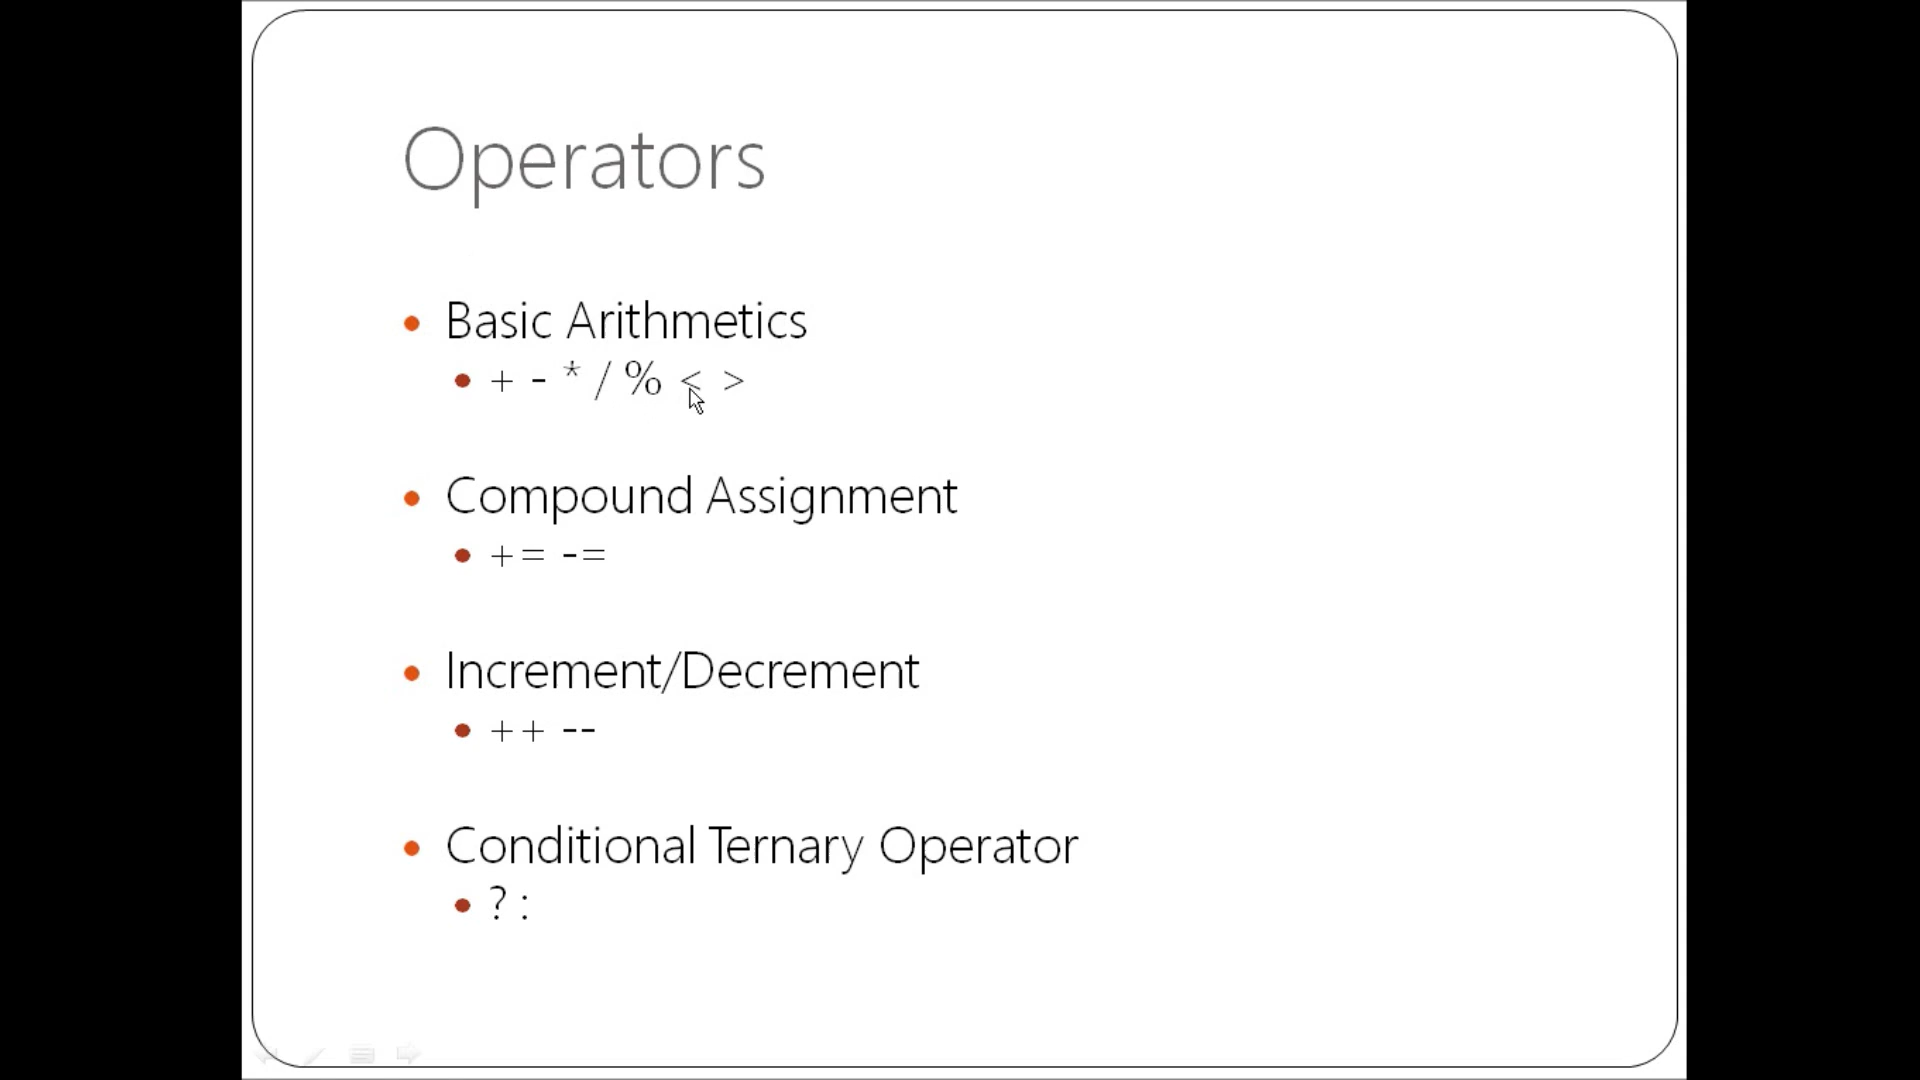 Operators
Basic Arithmetics
+ - * / % < >
Compound Assignment
+= -=
Increment/Decrement
++ --
Conditional Ternary Operator
? :